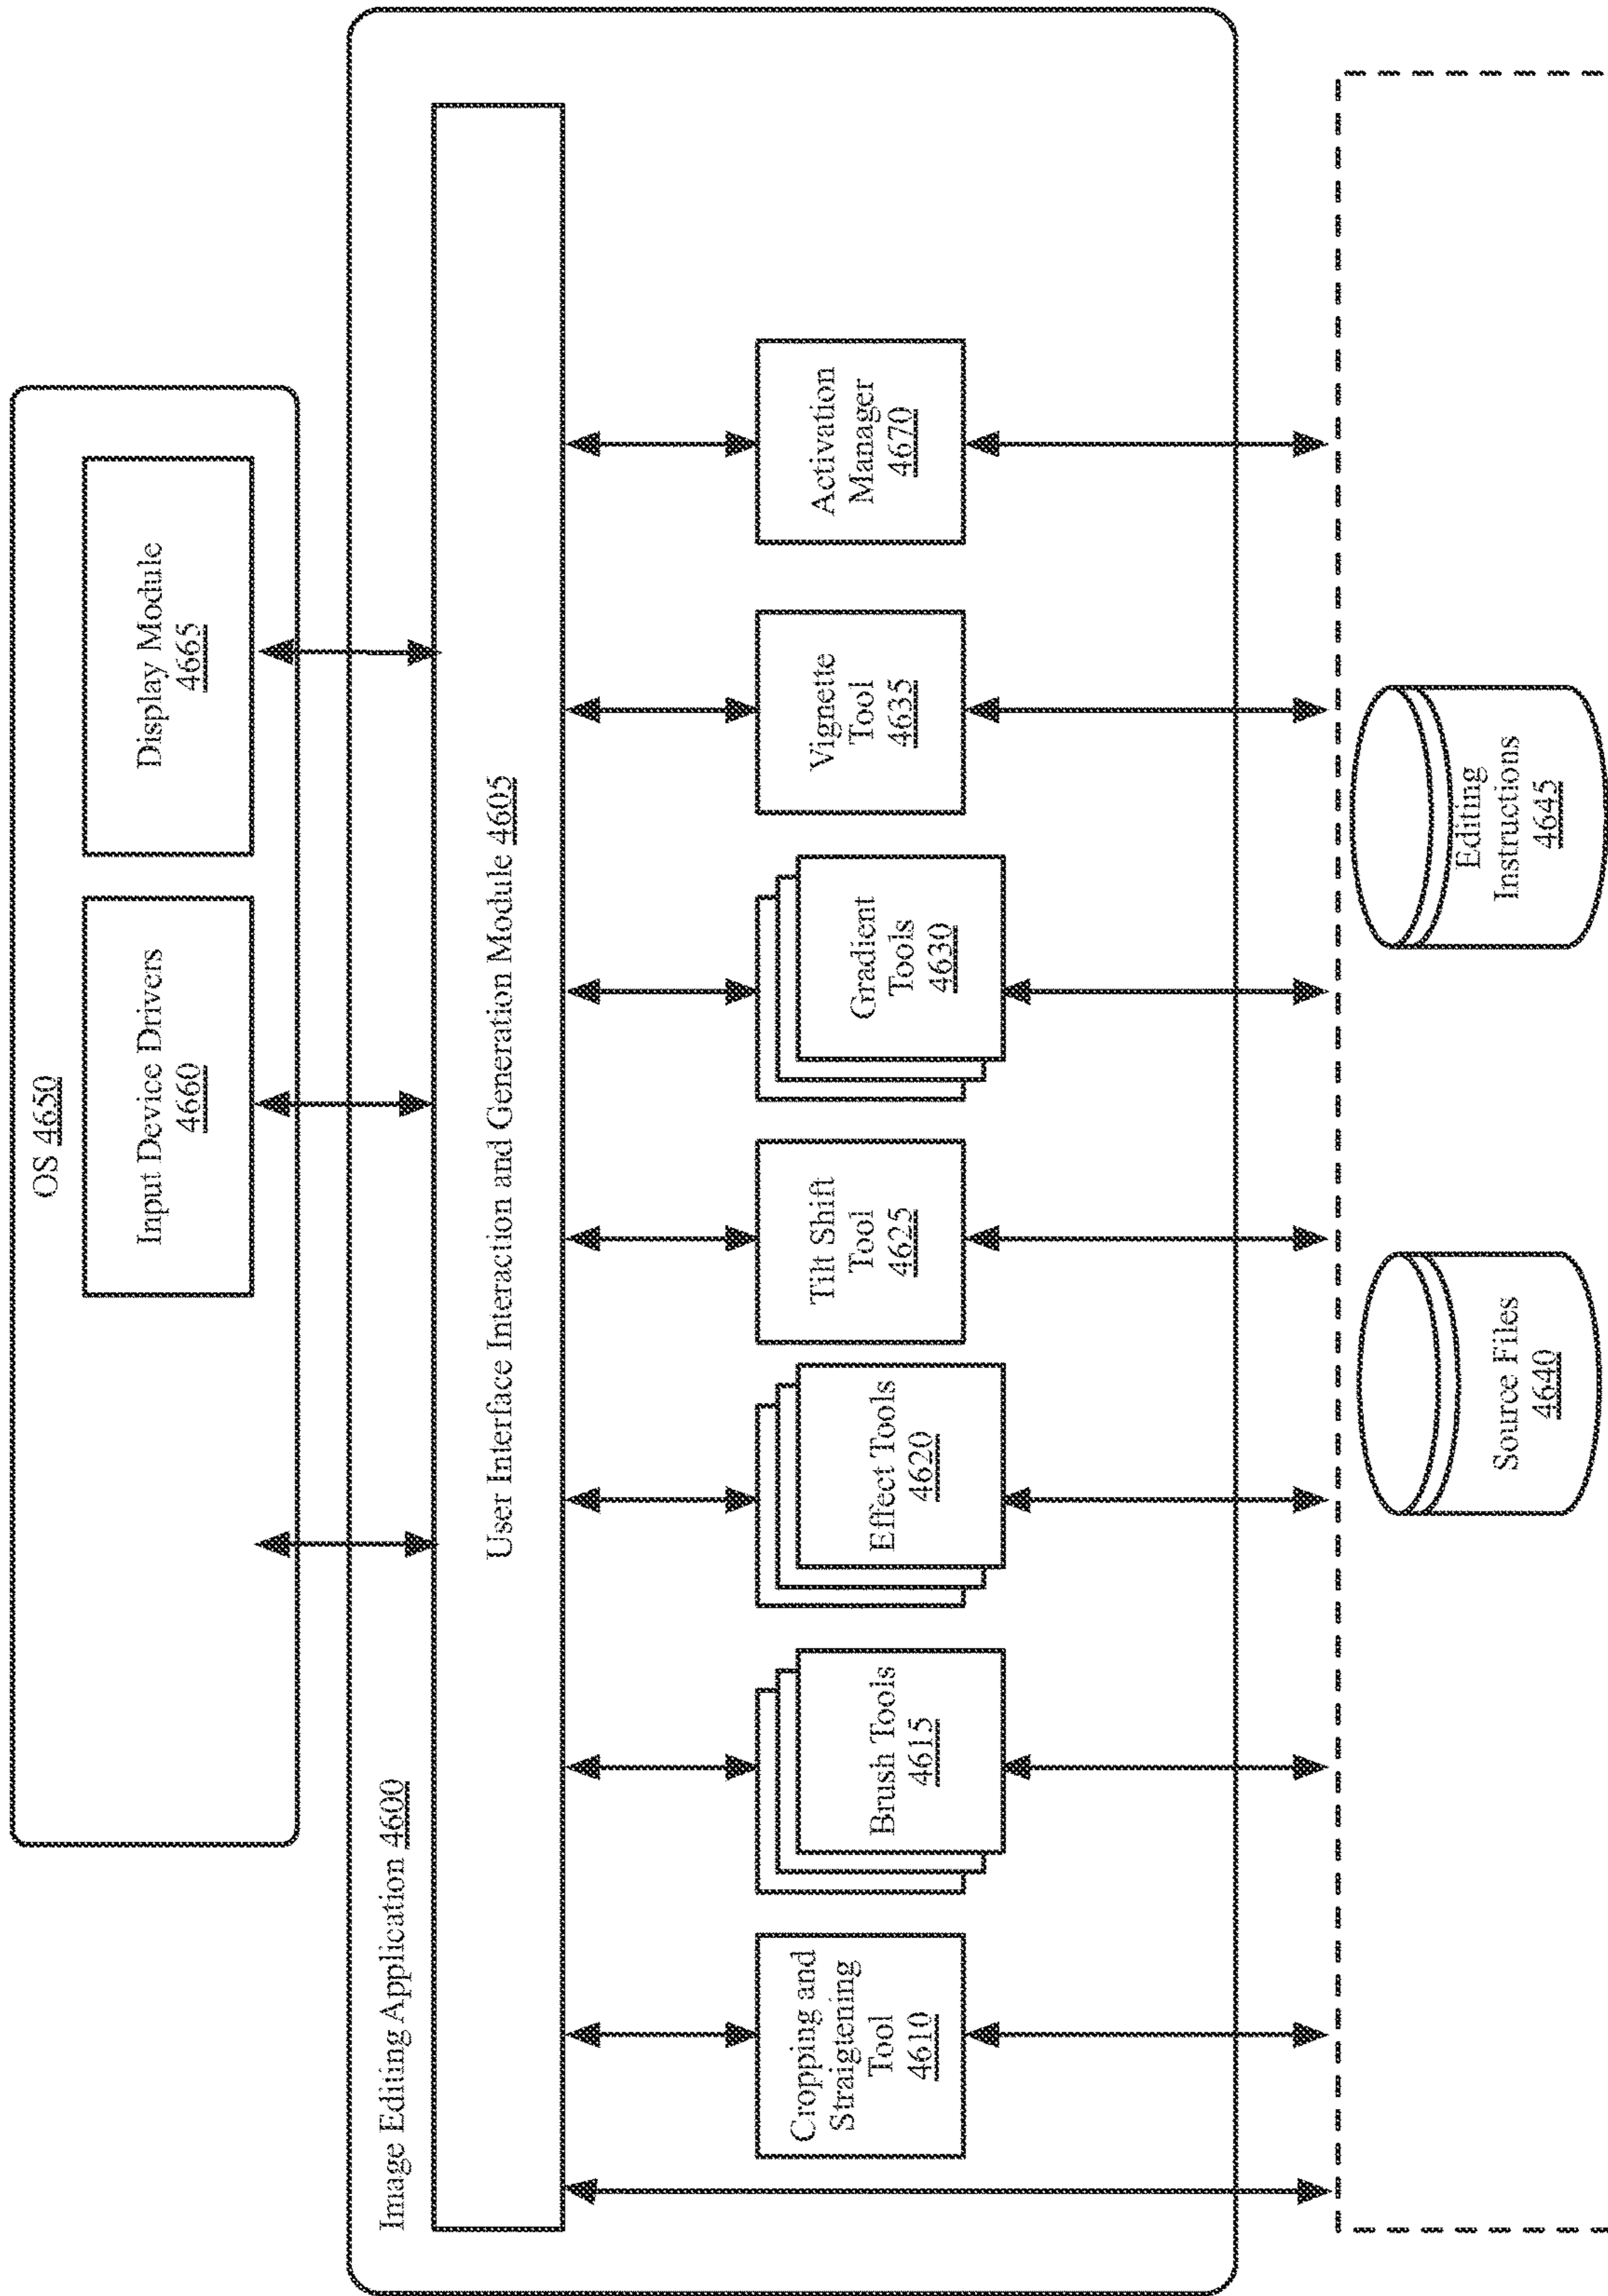 OS 4650
Input Device Drivers
4660
Display Module
4665
Image Editing Application 4600
User Interface Interaction and Generation Module 4605
Cropping and
Straigtening
Tool
4610
Brush Tools
4615
Effect Tools
4620
Tilt Shift
Tool
4625
Gradient
Tools
4630
Vignette
Tool
4635
Activation
Manager
4670
Source Files
4640
Editing
Instructions
4645